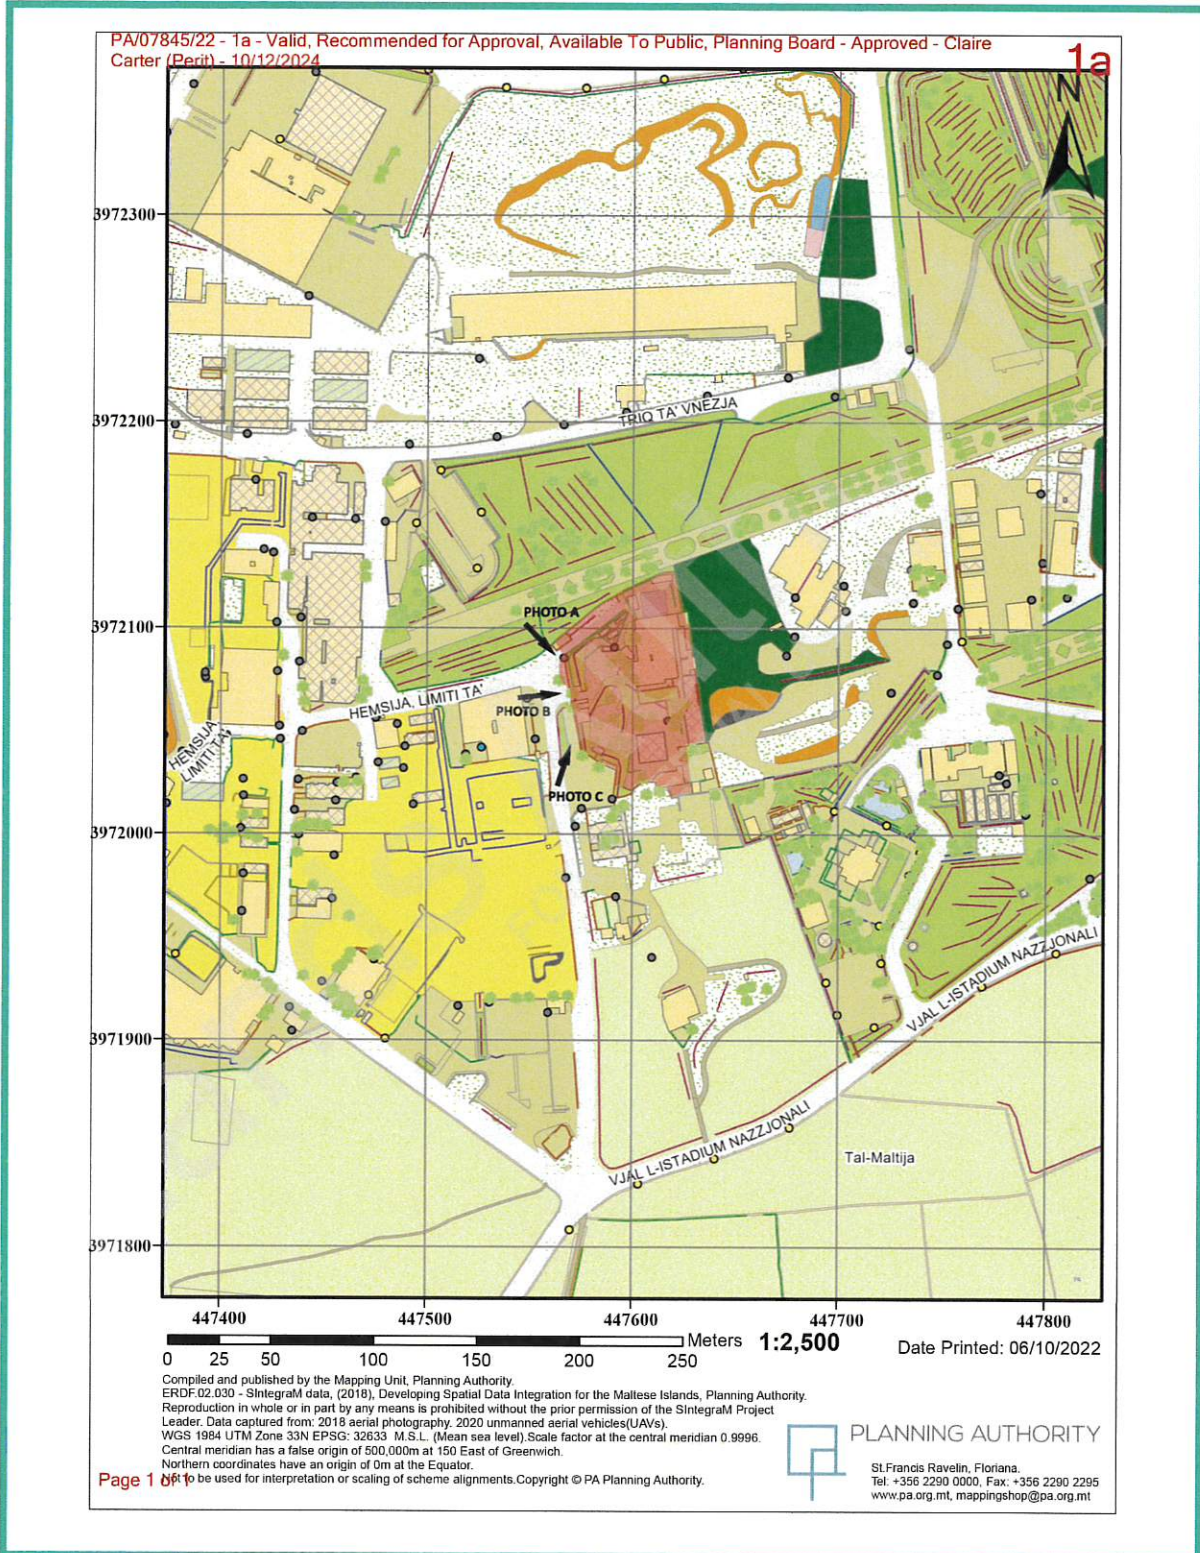 PA/07845/22 - 1a - Valid, Recommended for Approval, Available To Public, Planning Board - Approved - Claire
Carter (Perit) - 10/12/2024
1a
N
3972300
3972200
TRIQ TA' VNEZJA
3972100
PHOTO A
HEMSIJA, LIMITI TA'
PHOTO B
HEMSIJA,
LIMITI TA'
PHOTO C
3972000
VJAL L-ISTADIUM NAZZJONALI
3971900
VJAL L-ISTADIUM NAZZJONALI
Tal-Maltija
3971800
447400
447500
447600
447700
447800
0 25 50 100 150 200 250 Meters
1:2,500
Date Printed: 06/10/2022
Compiled and published by the Mapping Unit, Planning Authority.
ERDF.02.030 - SIntegraM data, (2018), Developing Spatial Data Integration for the Maltese Islands, Planning Authority.
Reproduction in whole or in part by any means is prohibited without the prior permission of the SIntegraM Project
Leader. Data captured from: 2018 aerial photography. 2020 unmanned aerial vehicles(UAVs).
WGS 1984 UTM Zone 33N EPSG: 32633 M.S.L. (Mean sea level).Scale factor at the central meridian 0.9996.
Central meridian has a false origin of 500,000m at 150 East of Greenwich.
Northern coordinates have an origin of 0m at the Equator.
Not to be used for interpretation or scaling of scheme alignments.Copyright © PA Planning Authority.
Page 1 of 1
PLANNING AUTHORITY
St.Francis Ravelin, Floriana.
Tel: +356 2290 0000, Fax: +356 2290 2295
www.pa.org.mt, mappingshop@pa.org.mt